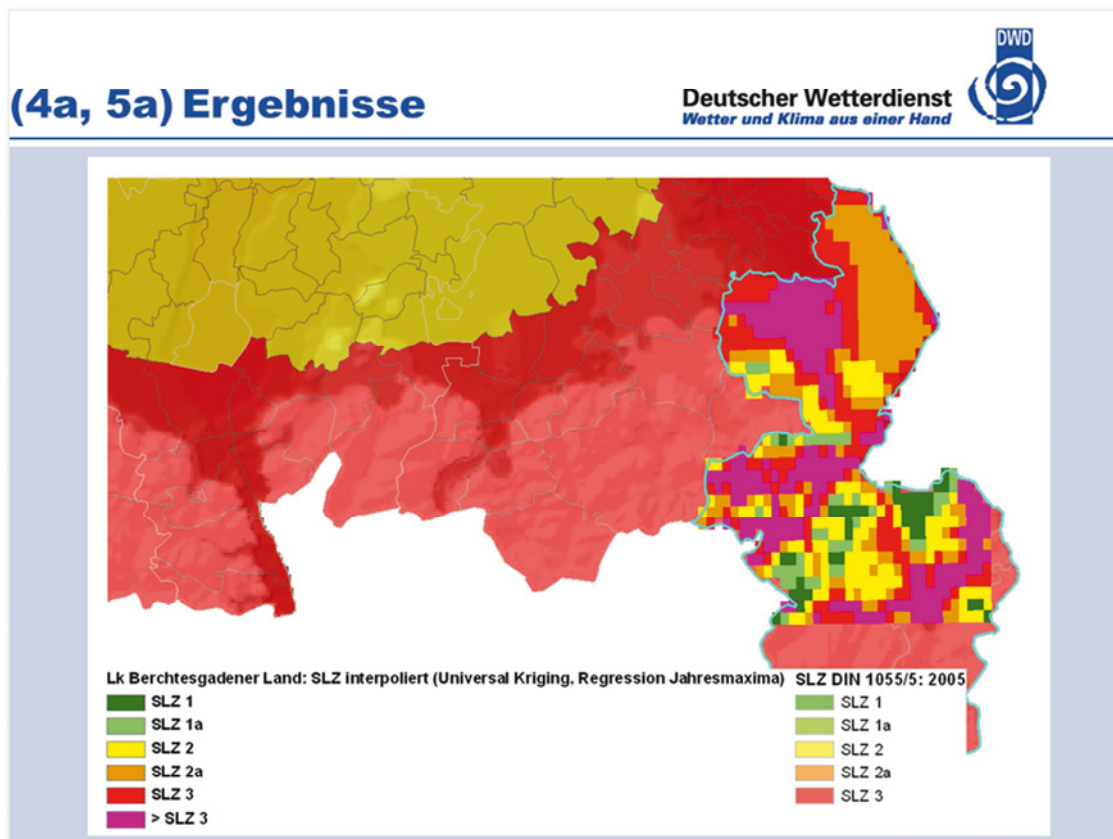 DWD
(4a, 5a) Ergebnisse
Deutscher Wetterdienst
Wetter und Klima aus einer Hand
Lk Berchtesgadener Land: SLZ interpoliert (Universal Kriging, Regression Jahresmaxima)
SLZ 1
SLZ 1a
SLZ 2
SLZ 2a
SLZ 3
> SLZ 3
SLZ DIN 1055/5: 2005
SLZ 1
SLZ 1a
SLZ 2
SLZ 2a
SLZ 3